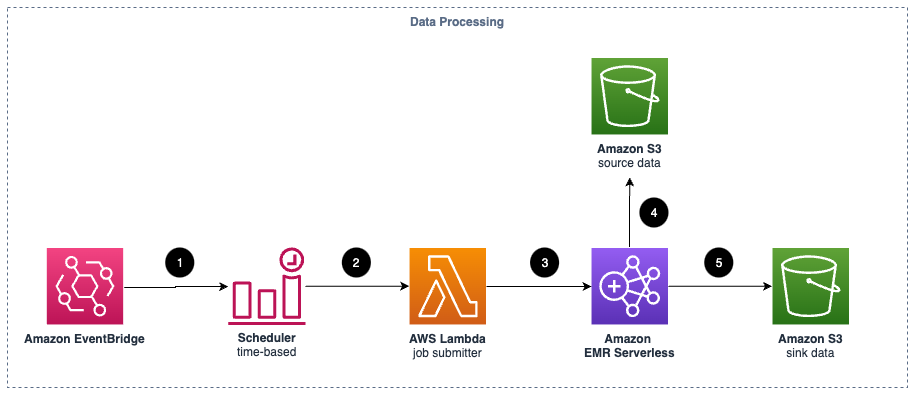 Data Processing
Amazon S3
source data
4
1
2
3
5
Amazon EventBridge
Scheduler
time-based
AWS Lambda
job submitter
Amazon
EMR Serverless
Amazon S3
sink data